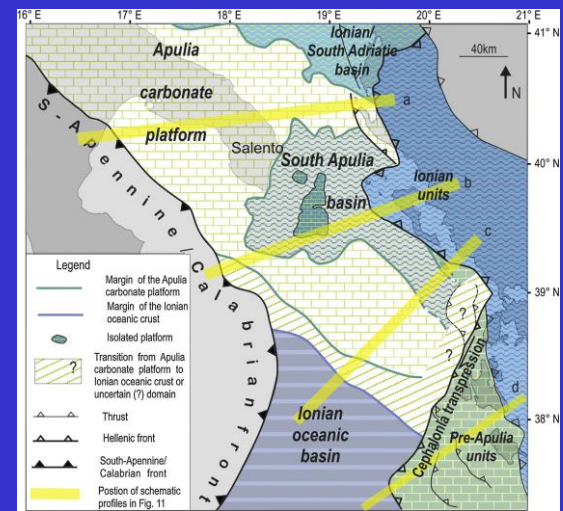 16°E 17°E 18°E 19°E 20°E 21°E
41°N
40°N
39°N
38°N
40km
N
Ionian/
South Adriatic
basin
Apulia
carbonate
platform
Salento
South Apulia
basin
Ionian
units
a
b
c
d
S-Apennine/Calabrian front
?
?
Cephalonia transpression
Pre-Apulia
units
Ionian
oceanic
basin
Legend
Margin of the Apulia
carbonate platform
Margin of the Ionian
oceanic crust
Isolated platform
?
Transition from Apulia
carbonate platform to
Ionian oceanic crust or
uncertain (?) domain
Thrust
Hellenic front
South-Apennine/
Calabrian front
Postion of schematic
profiles in Fig. 11